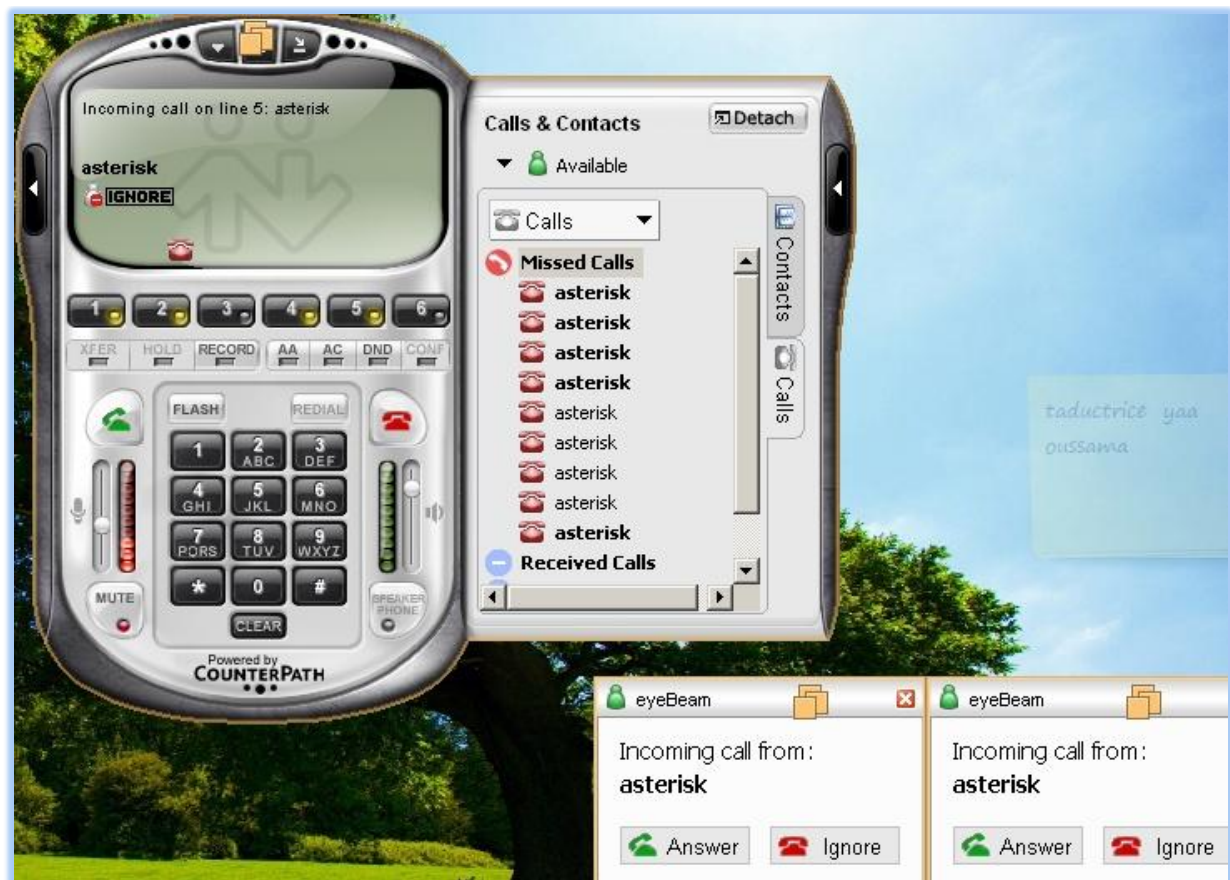 Incoming call on line 5: asterisk
asterisk
IGNORE
1 2 3 4 5 6
XFER HOLD RECORD AA AC DND CONF
FLASH REDIAL
1 2 ABC 3 DEF
4 GHI 5 JKL 6 MNO
7 PQRS 8 TUV 9 WXYZ
* 0 #
MUTE
SPEAKER PHONE
CLEAR
Powered by
COUNTERPATH
Calls & Contacts
Detach
Available
Calls
Missed Calls
asterisk
asterisk
asterisk
asterisk
asterisk
asterisk
asterisk
asterisk
asterisk
Received Calls
Contacts
Calls
taductrice yaa
oussama
eyeBeam
Incoming call from:
asterisk
Answer Ignore
eyeBeam
Incoming call from:
asterisk
Answer Ignore